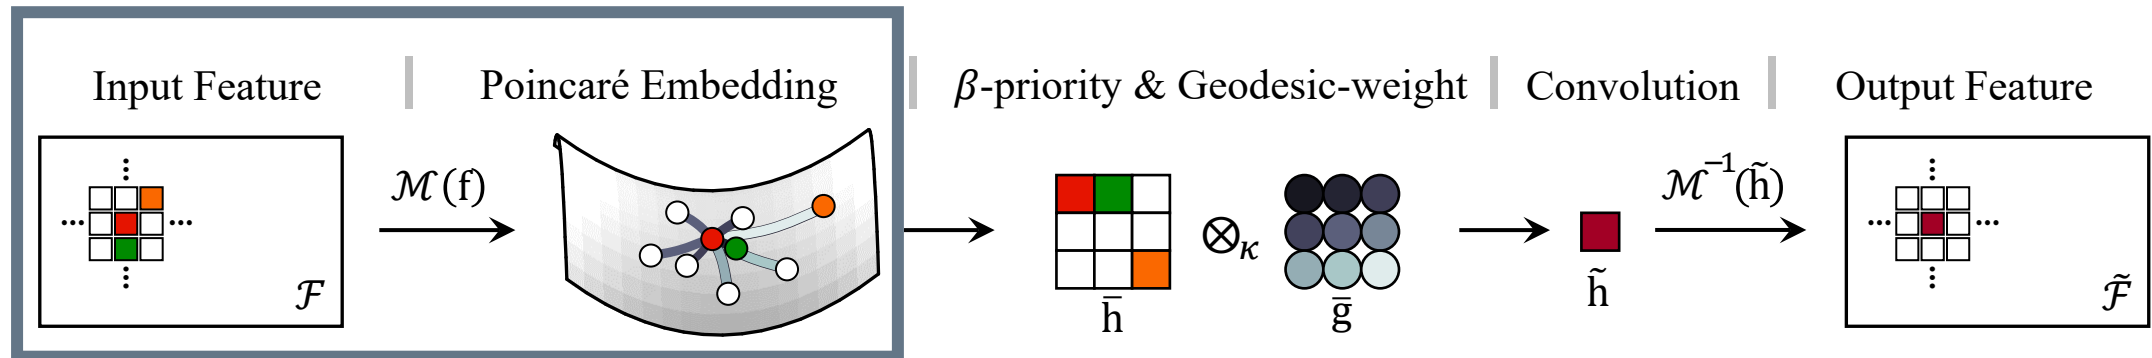 Input Feature
Poincaré Embedding
β-priority & Geodesic-weight
Convolution
Output Feature
ℱ
ℳ(f)
h̄
⊗κ
ḡ
h̃
ℳ⁻¹(h̃)
ℱ̃